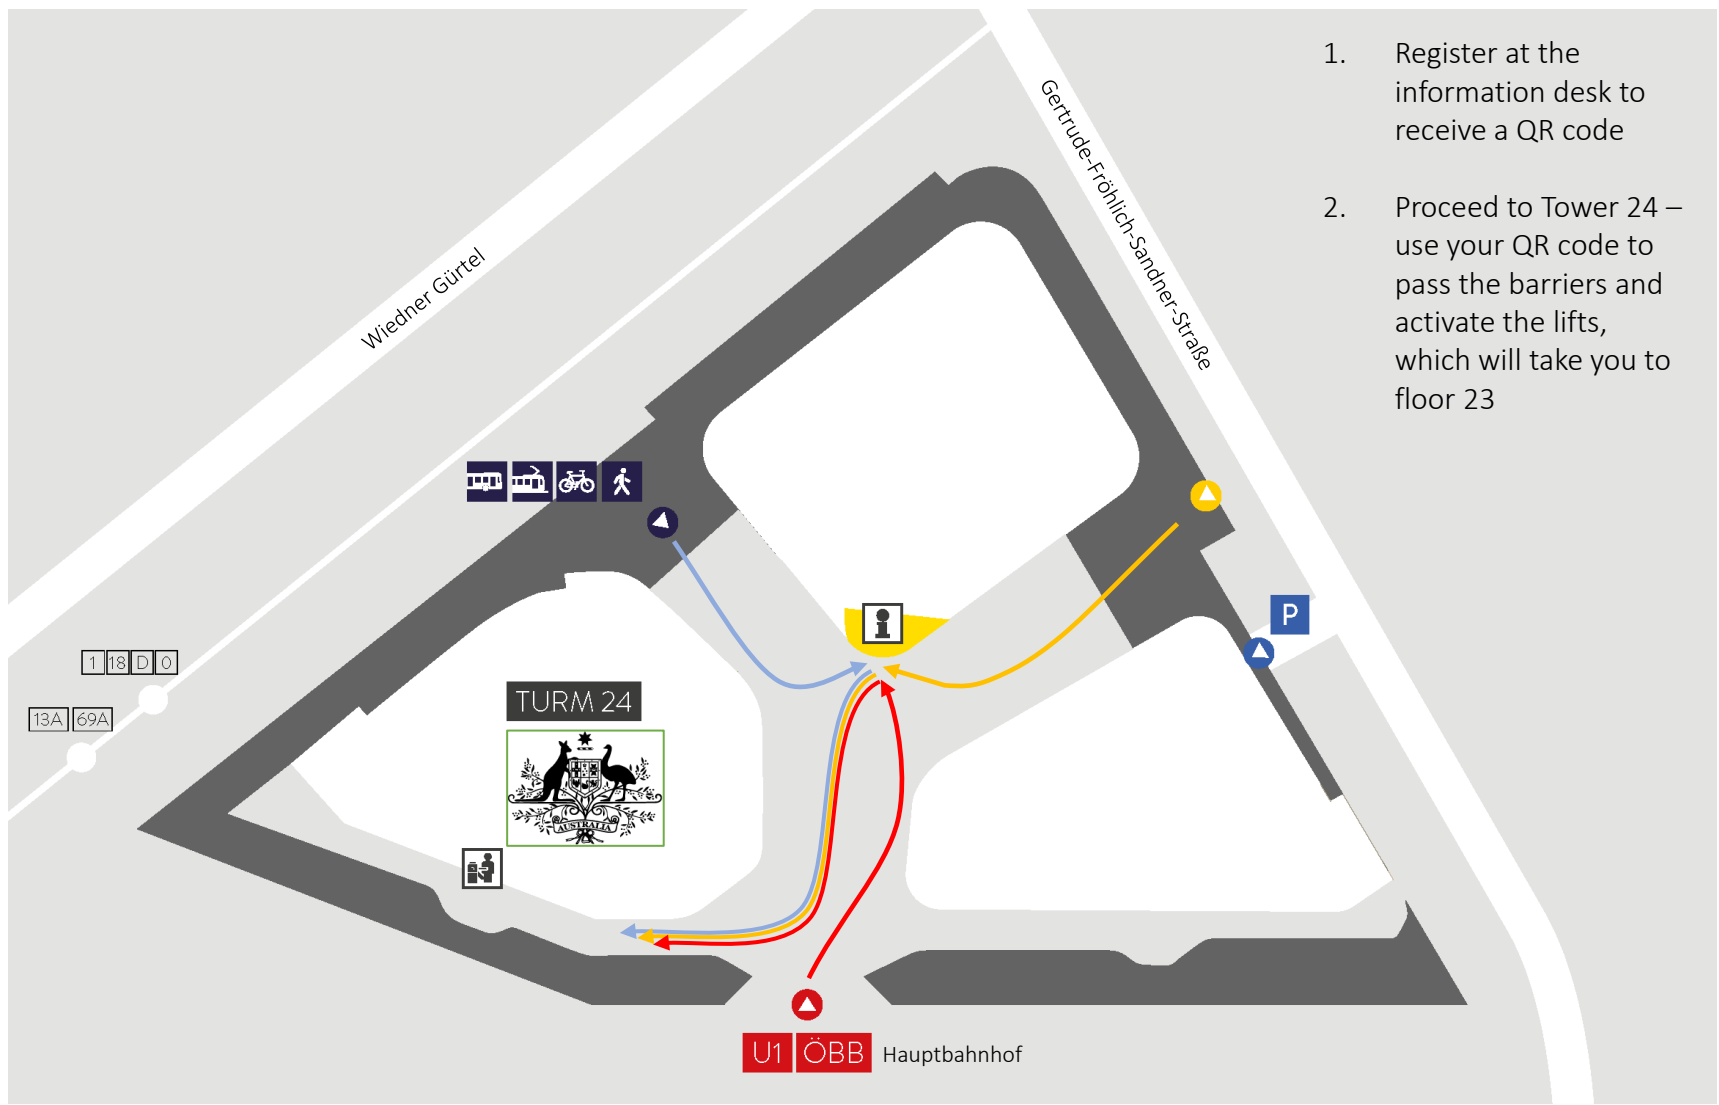 1. Register at the
information desk to
receive a QR code
2. Proceed to Tower 24 –
use your QR code to
pass the barriers and
activate the lifts,
which will take you to
floor 23
Gertrude-Fröhlich-Sandner-Straße
Wiedner Gürtel
P
1 18 D O
13A 69A
TURM 24
AUSTRALIA
U1 ÖBB Hauptbahnhof